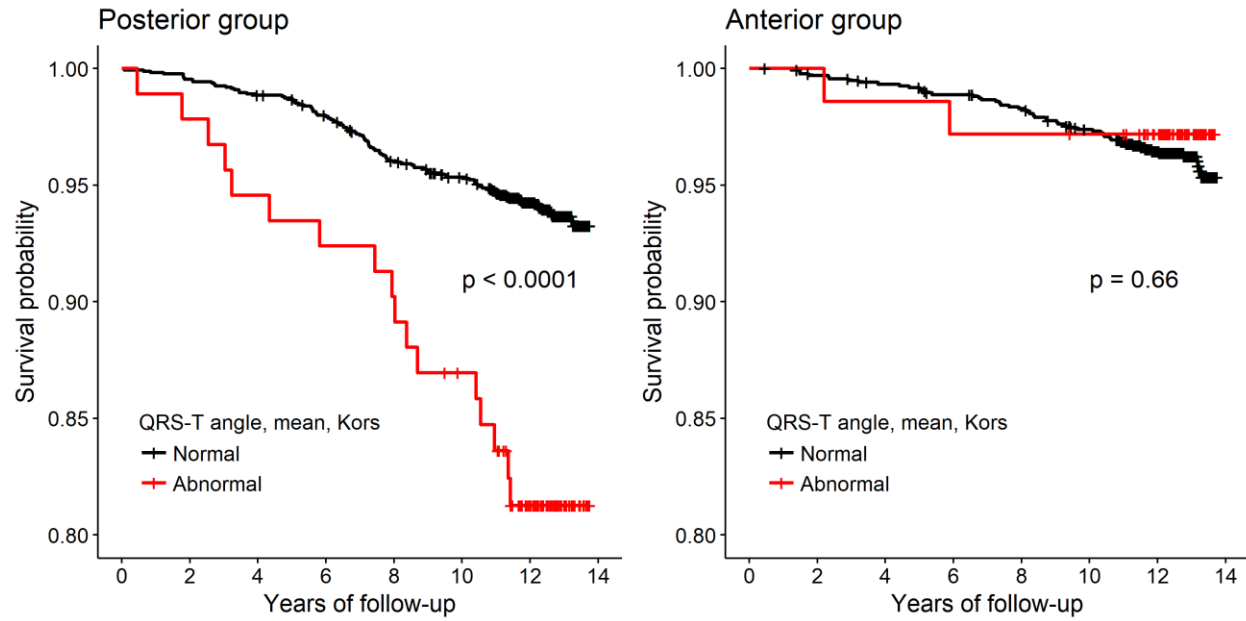 Posterior group
Survival probability
1.00
0.95
0.90
0.85
0.80
p < 0.0001
QRS-T angle, mean, Kors
Normal
Abnormal
0 2 4 6 8 10 12 14
Years of follow-up
Anterior group
Survival probability
1.00
0.95
0.90
0.85
0.80
p = 0.66
QRS-T angle, mean, Kors
Normal
Abnormal
0 2 4 6 8 10 12 14
Years of follow-up